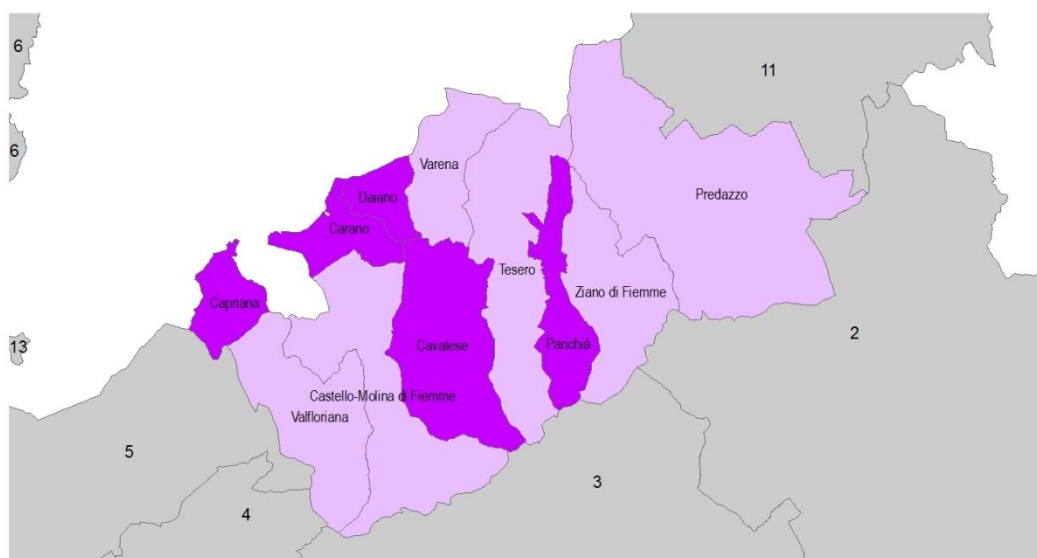 6
11
6
Varena
Predazzo
Daiano
Carano
Tesero
Ziano di Fiemme
Capriana
2
13
Cavalese
Panchiá
Castello-Molina di Fiemme
Valfloriana
5
3
4